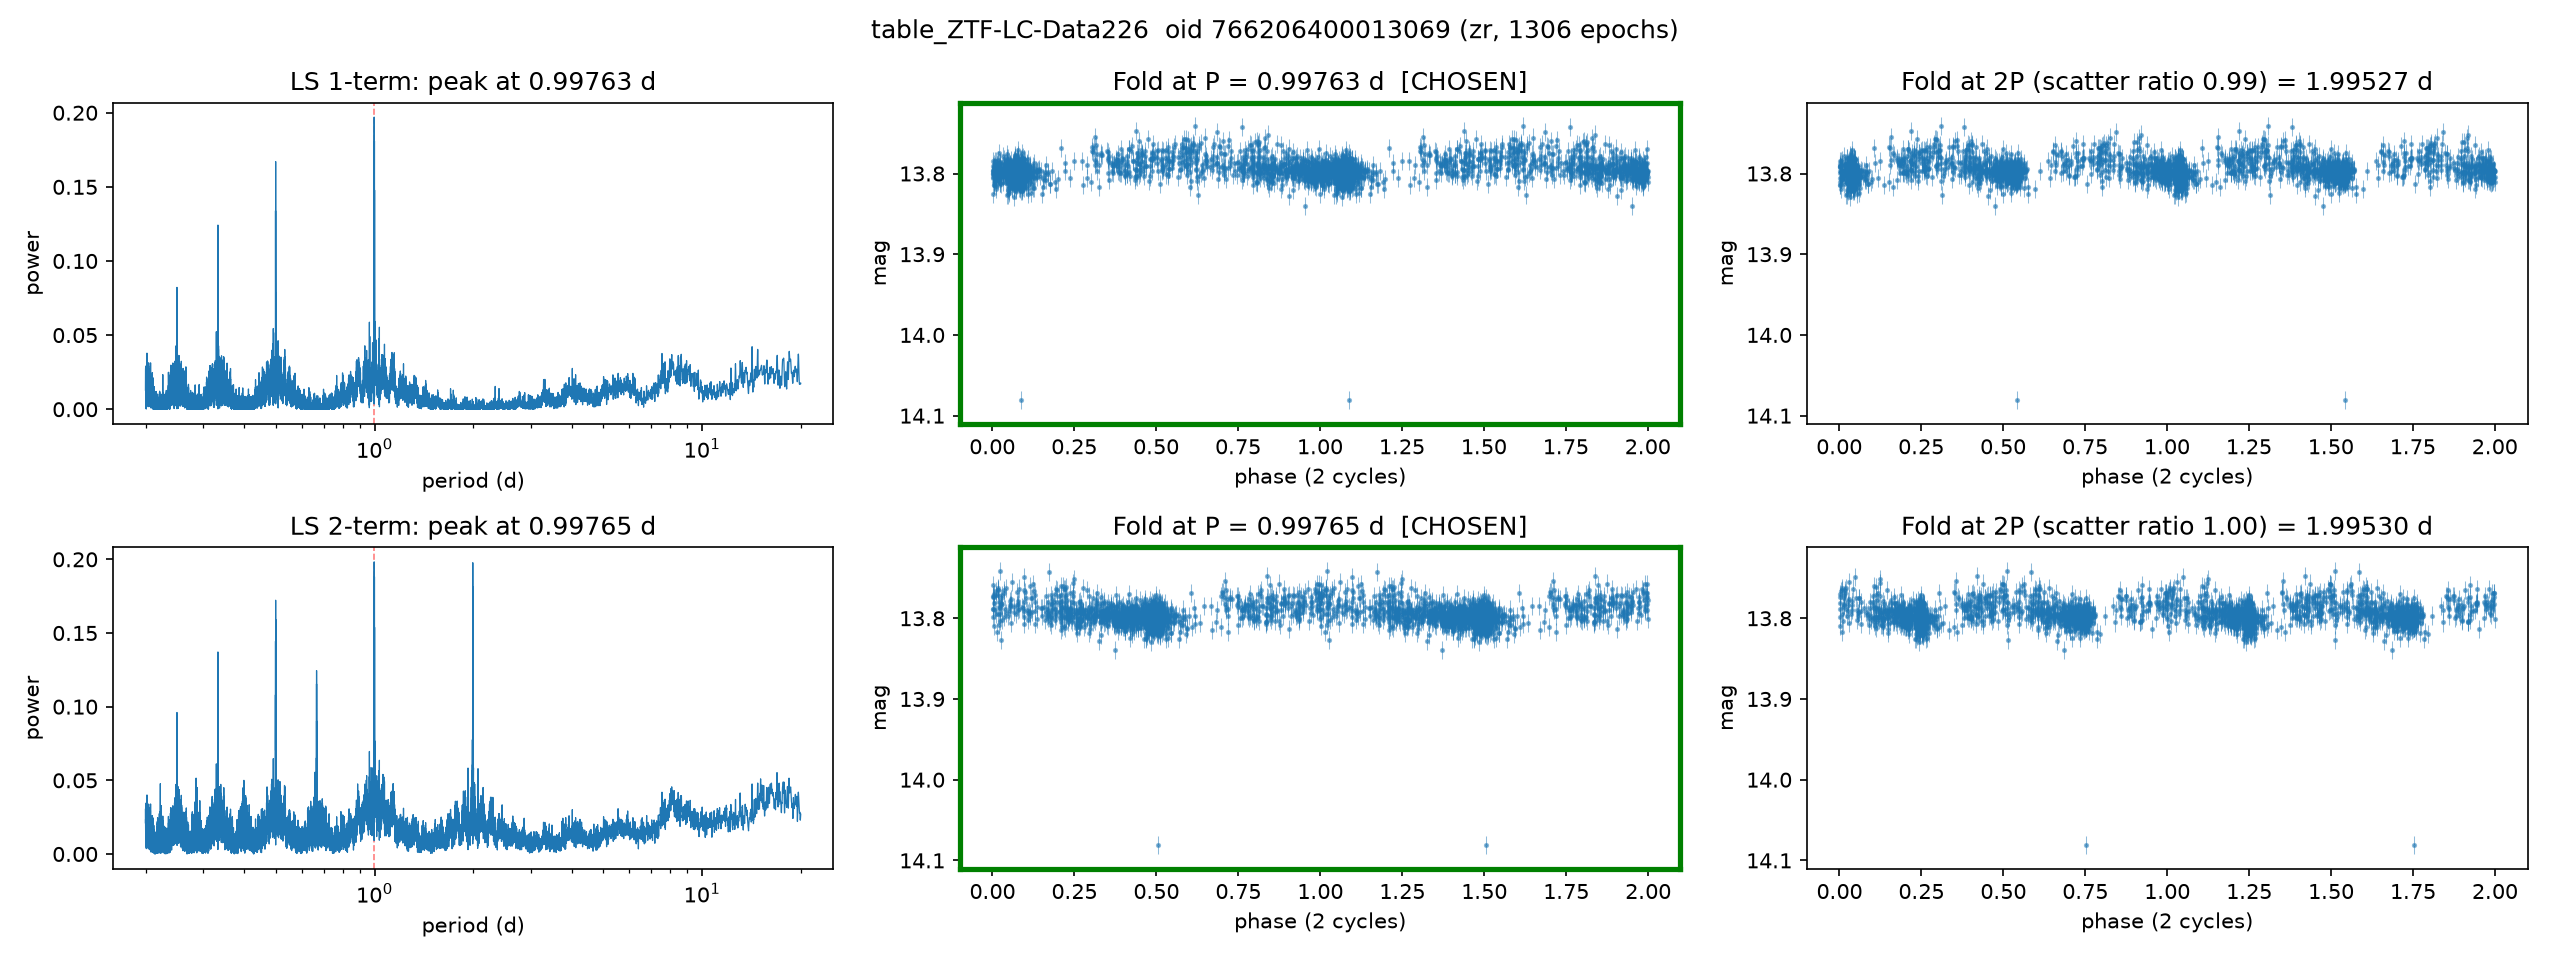 table_ZTF-LC-Data226  oid 766206400013069 (zr, 1306 epochs)
LS 1-term: peak at 0.99763 d
0.20
0.15
0.10
0.05
0.00
power
10⁰
10¹
period (d)
Fold at P = 0.99763 d  [CHOSEN]
13.8
13.9
14.0
14.1
mag
0.00 0.25 0.50 0.75 1.00 1.25 1.50 1.75 2.00
phase (2 cycles)
Fold at 2P (scatter ratio 0.99) = 1.99527 d
13.8
13.9
14.0
14.1
mag
0.00 0.25 0.50 0.75 1.00 1.25 1.50 1.75 2.00
phase (2 cycles)
LS 2-term: peak at 0.99765 d
0.20
0.15
0.10
0.05
0.00
power
10⁰
10¹
period (d)
Fold at P = 0.99765 d  [CHOSEN]
13.8
13.9
14.0
14.1
mag
0.00 0.25 0.50 0.75 1.00 1.25 1.50 1.75 2.00
phase (2 cycles)
Fold at 2P (scatter ratio 1.00) = 1.99530 d
13.8
13.9
14.0
14.1
mag
0.00 0.25 0.50 0.75 1.00 1.25 1.50 1.75 2.00
phase (2 cycles)